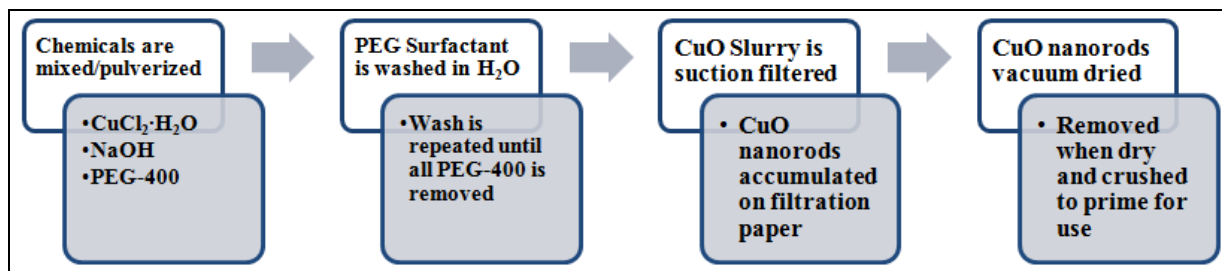 Chemicals are
mixed/pulverized
•CuCl₂·H₂O
•NaOH
•PEG-400
PEG Surfactant
is washed in H₂O
•Wash is
repeated until
all PEG-400 is
removed
CuO Slurry is
suction filtered
• CuO
nanorods
accumulated
on filtration
paper
CuO nanorods
vacuum dried
• Removed
when dry
and crushed
to prime for
use